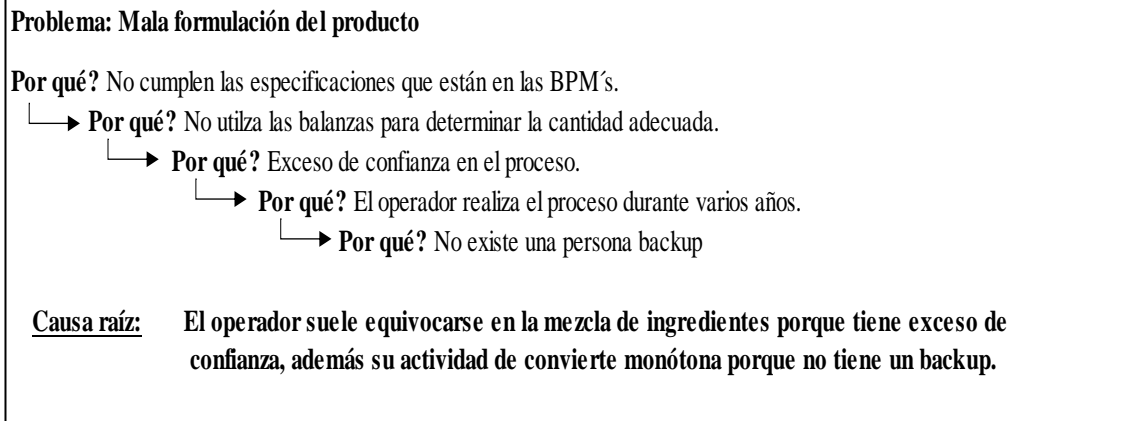 Problema: Mala formulación del producto
Por qué? No cumplen las especificaciones que están en las BPM´s.
Por qué? No utilza las balanzas para determinar la cantidad adecuada.
Por qué? Exceso de confianza en el proceso.
Por qué? El operador realiza el proceso durante varios años.
Por qué? No existe una persona backup
Causa raíz: El operador suele equivocarse en la mezcla de ingredientes porque tiene exceso de
confianza, además su actividad de convierte monótona porque no tiene un backup.